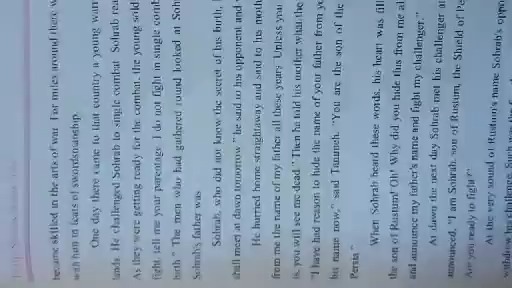 became skilled in the arts of war. For miles around there w
with him in feats of swordsmanship.
One day there came to that country a young warr
lands. He challenged Sohrab to single combat. Sohrab rea
As they were getting ready for the combat, the young sold
fight, tell me your parentage. I do not fight in single comb
birth." The men who had gathered round looked at Soh
Sohrab's father was
Sohrab, who did not know the secret of his birth, l
shall meet at dawn tomorrow," he said to his opponent and
He hurried home straightaway and said to his mothe
from me the name of my father all these years. Unless you
is, you will see me dead." Then he told his mother what the
"I have had reason to hide the name of your father from yo
his name now," said Tahmineh. "You are the son of the
Persia."
When Sohrab heard these words, his heart was fill
the son of Rustum! Oh! Why did you hide this from me al
and announce my father's name and fight my challenger."
At dawn the next day Sohrab met his challenger at
announced, "I am Sohrab, son of Rustum, the Shield of Pe
Are you ready to fight?"
At the very sound of Rustum's name Sohrab's oppo
withdrew his challenge. Such was the